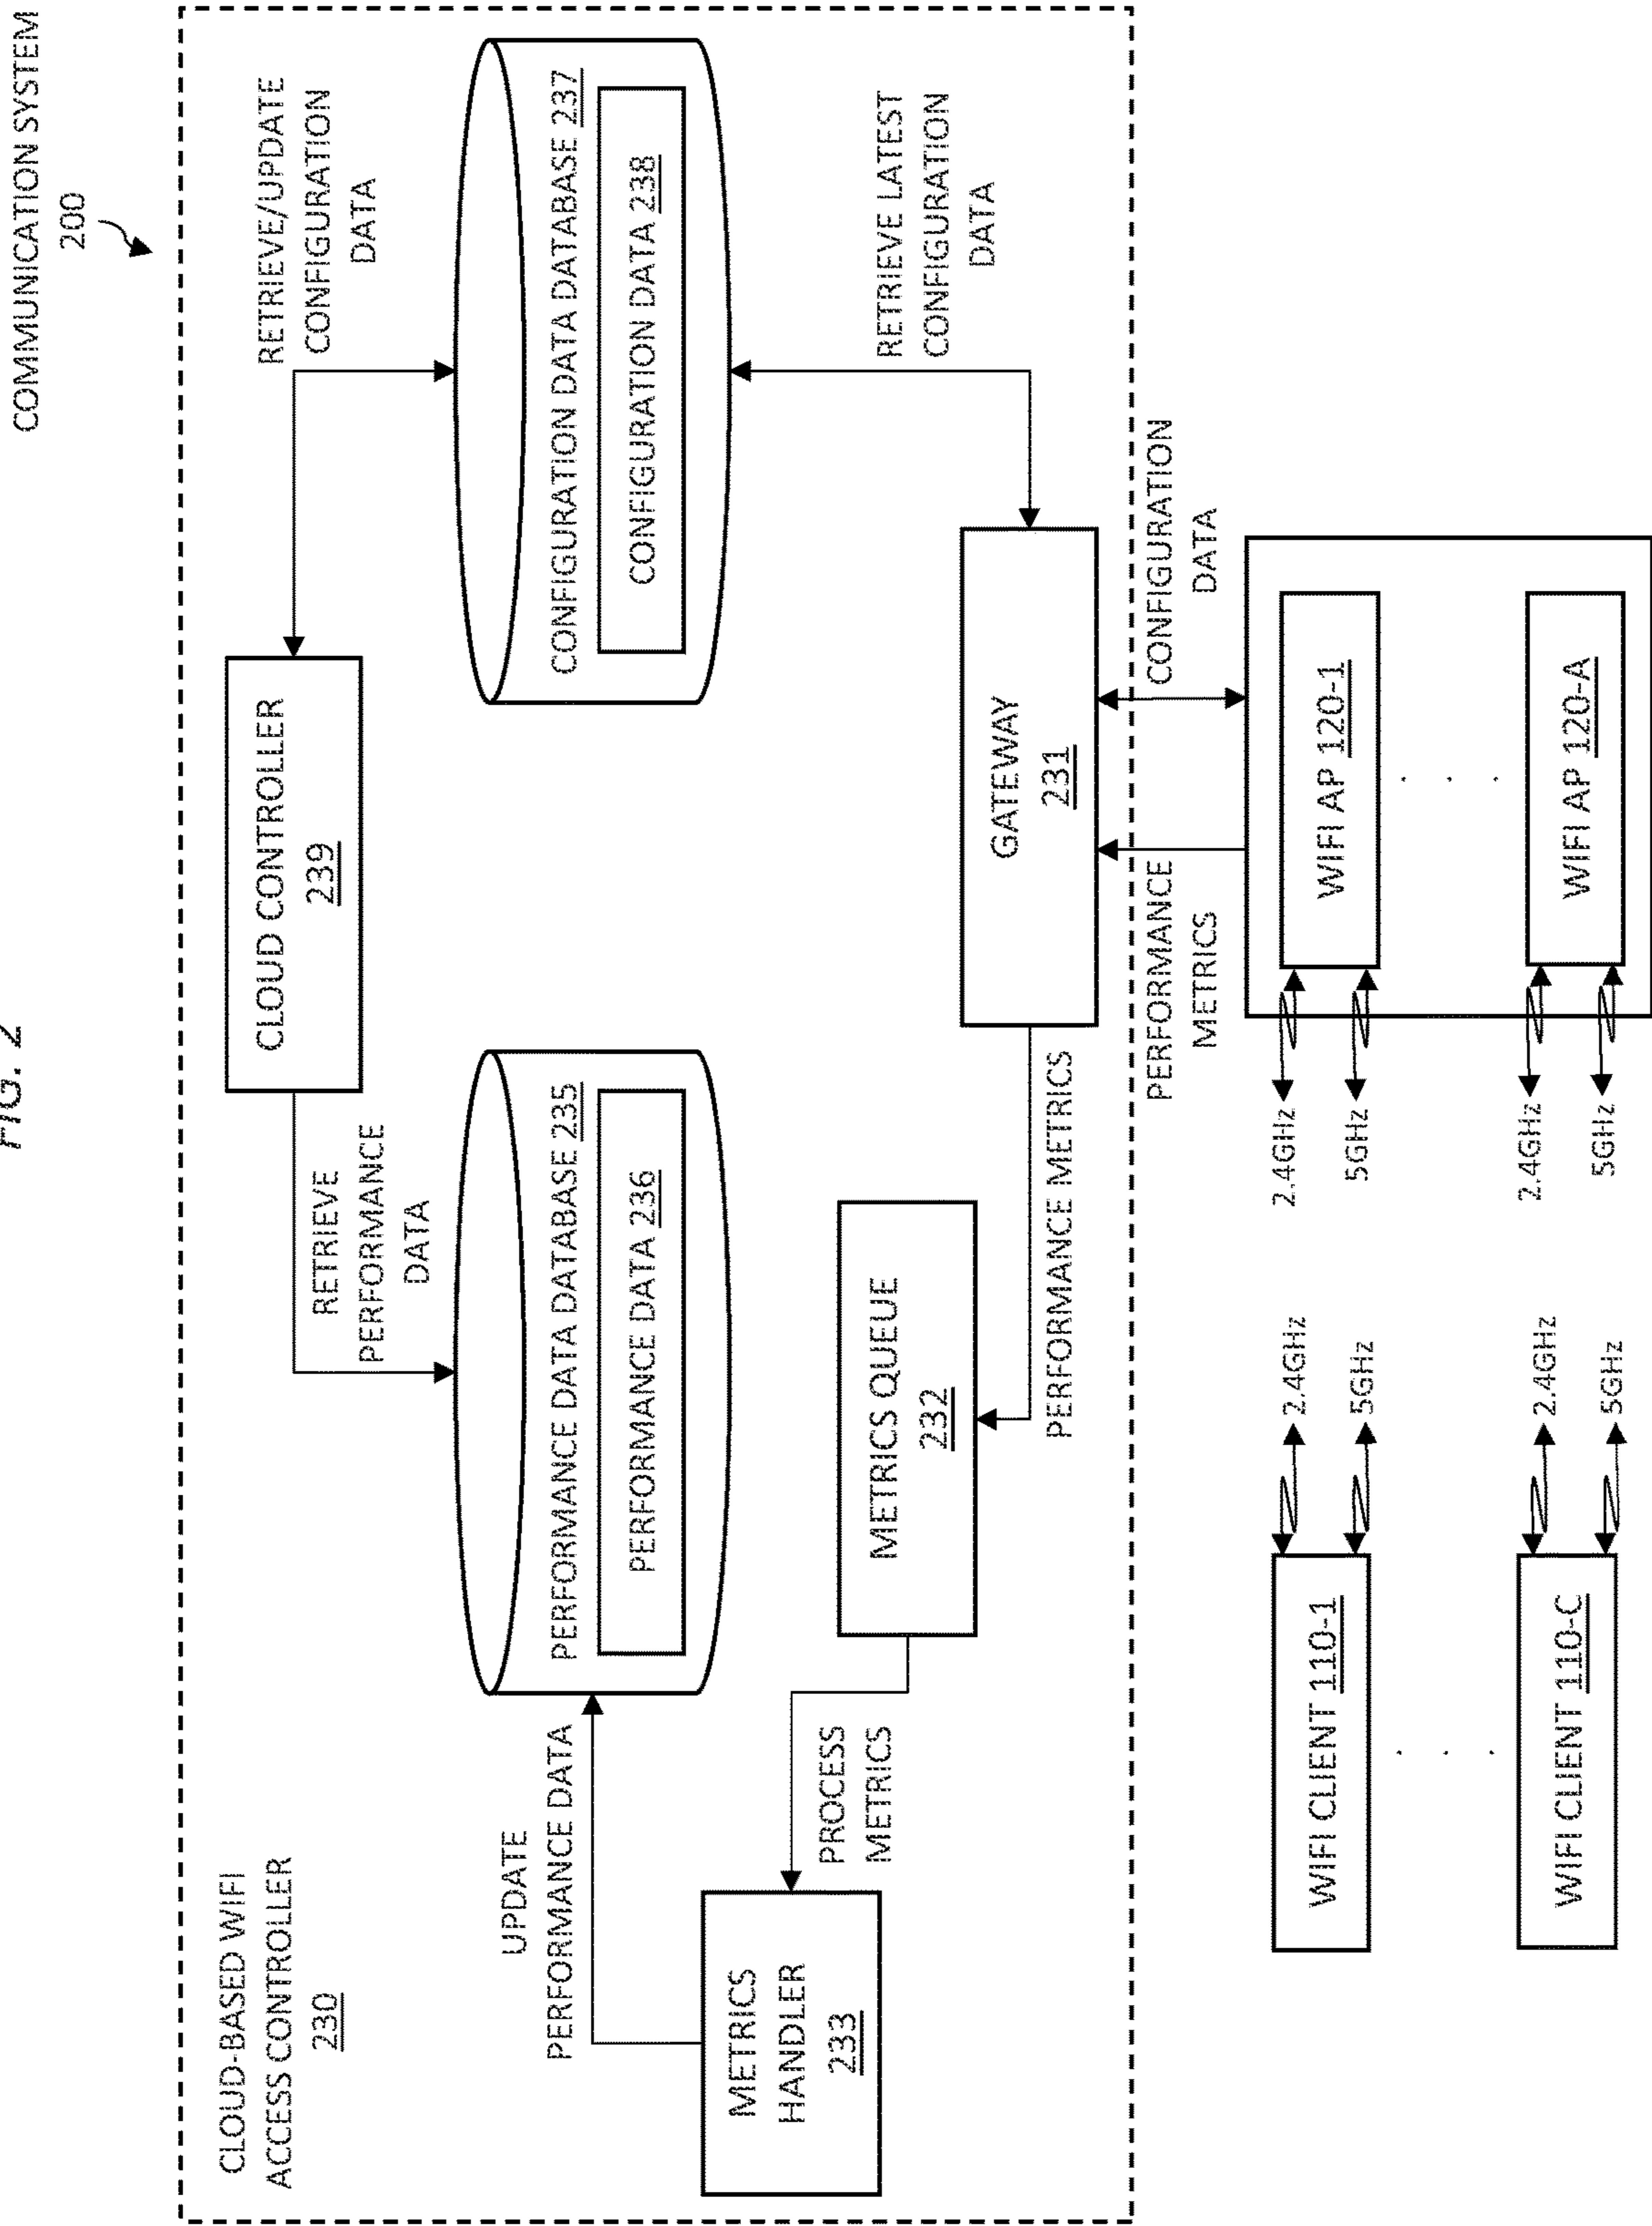 FIG. 2
COMMUNICATION SYSTEM
200
CLOUD-BASED WIFI
ACCESS CONTROLLER
230
CLOUD CONTROLLER
239
RETRIEVE
PERFORMANCE
DATA
RETRIEVE/UPDATE
CONFIGURATION
DATA
UPDATE
PERFORMANCE DATA
PERFORMANCE DATA DATABASE 235
PERFORMANCE DATA 236
CONFIGURATION DATA DATABASE 237
CONFIGURATION DATA 238
METRICS
HANDLER
233
PROCESS
METRICS
METRICS QUEUE
232
RETRIEVE LATEST
CONFIGURATION
DATA
GATEWAY
231
PERFORMANCE METRICS
PERFORMANCE
METRICS
CONFIGURATION
DATA
WIFI CLIENT 110-1
2.4GHz
5GHz
2.4GHz
5GHz
WIFI AP 120-1
. . .
. . .
WIFI CLIENT 110-C
2.4GHz
5GHz
2.4GHz
5GHz
WIFI AP 120-A